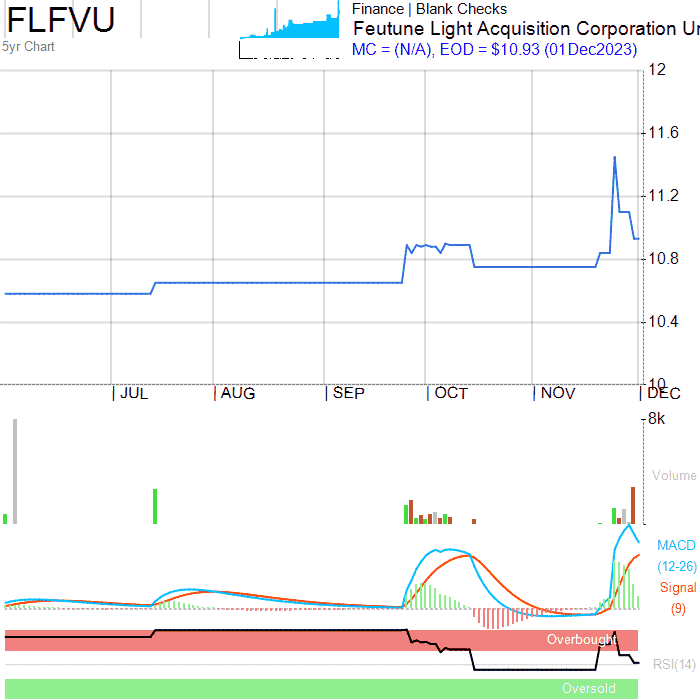 FLFVU
5yr Chart
Finance | Blank Checks
Feutune Light Acquisition Corporation Un
MC = (N/A), EOD = $10.93 (01Dec2023)
12
11.6
11.2
10.8
10.4
10
JUL
AUG
SEP
OCT
NOV
DEC
8k
Volume
MACD
(12-26)
Signal
(9)
Overbought
RSI(14)
Oversold